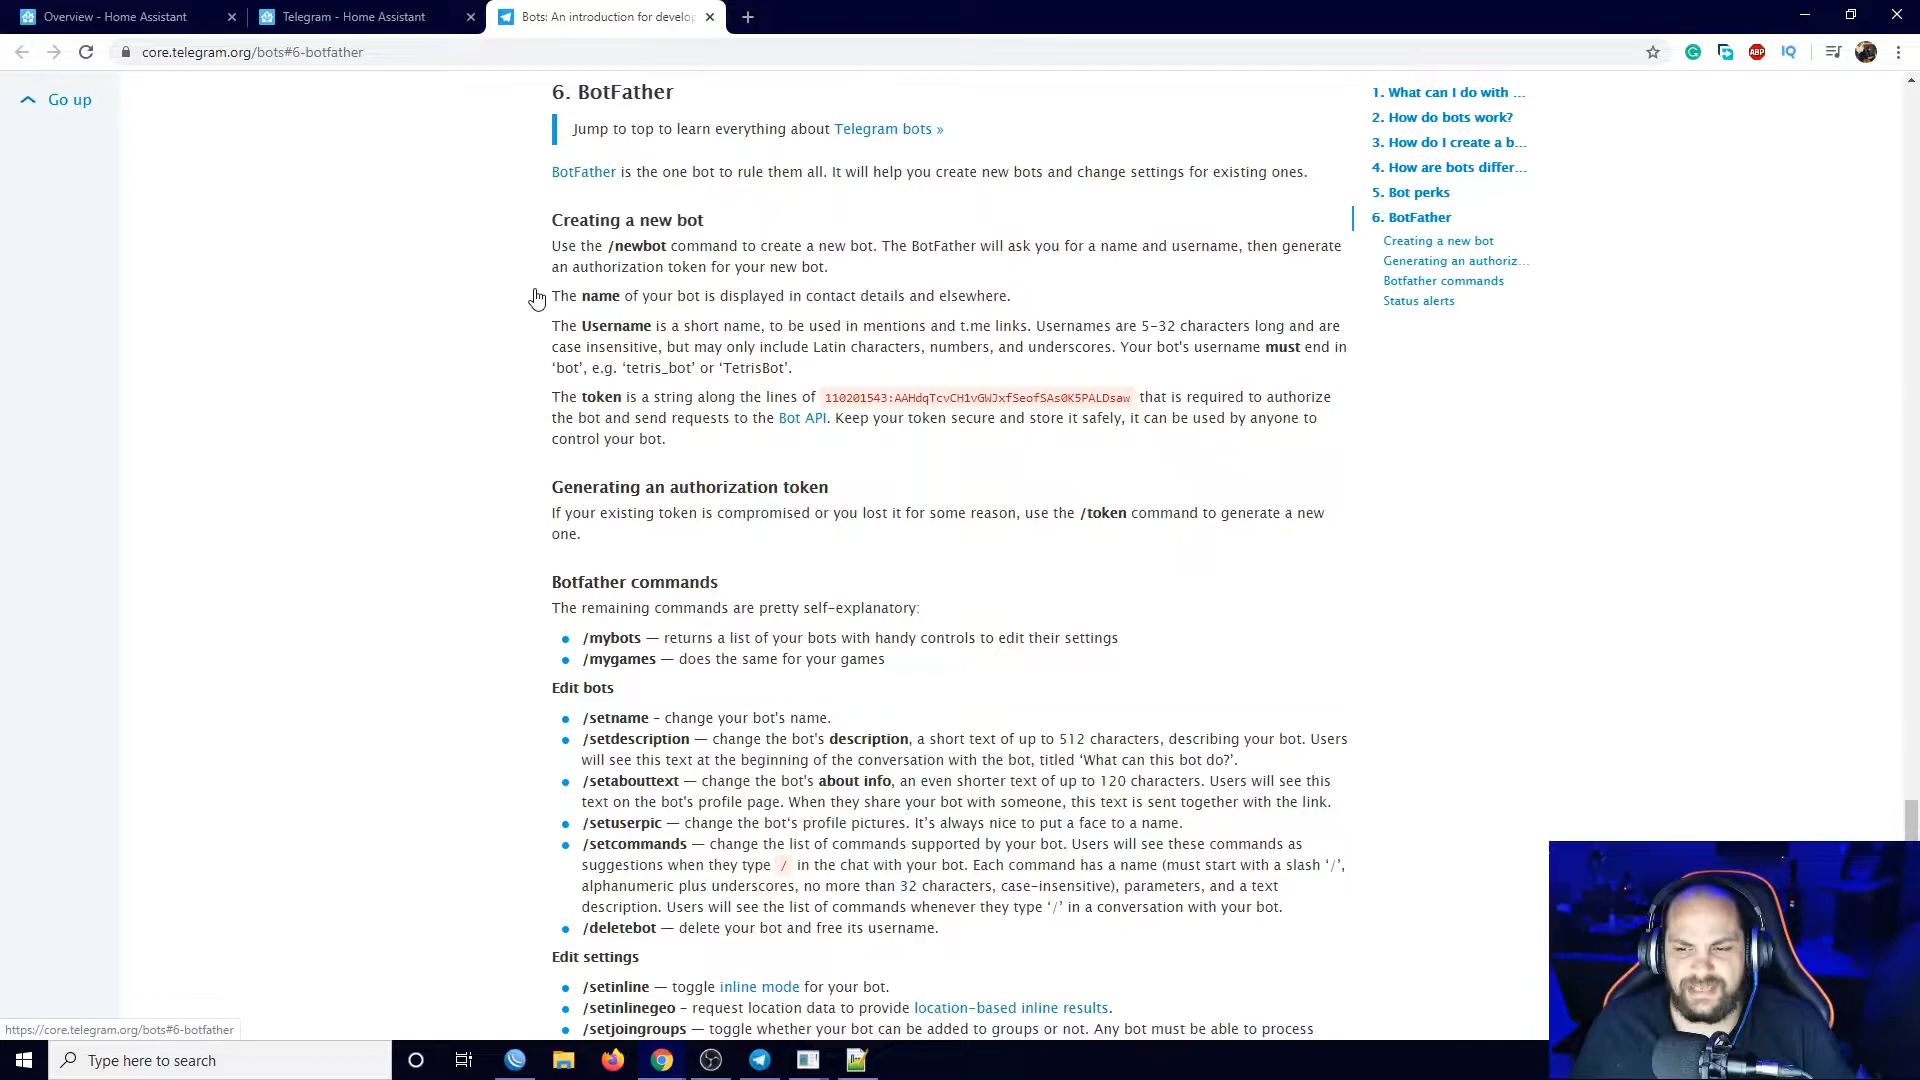 Overview - Home Assistant
Telegram - Home Assistant
Bots: An introduction for develop
core.telegram.org/bots#6-botfather
ABP
IQ
Go up
6. BotFather
Jump to top to learn everything about Telegram bots »
BotFather is the one bot to rule them all. It will help you create new bots and change settings for existing ones.
Creating a new bot
Use the /newbot command to create a new bot. The BotFather will ask you for a name and username, then generate
an authorization token for your new bot.
The name of your bot is displayed in contact details and elsewhere.
The Username is a short name, to be used in mentions and t.me links. Usernames are 5-32 characters long and are
case insensitive, but may only include Latin characters, numbers, and underscores. Your bot's username must end in
‘bot’, e.g. ‘tetris_bot’ or ‘TetrisBot’.
The token is a string along the lines of 110201543:AAHdqTcvCH1vGWJxfSeofSAs0K5PALDsaw that is required to authorize
the bot and send requests to the Bot API. Keep your token secure and store it safely, it can be used by anyone to
control your bot.
Generating an authorization token
If your existing token is compromised or you lost it for some reason, use the /token command to generate a new
one.
Botfather commands
The remaining commands are pretty self-explanatory:
/mybots — returns a list of your bots with handy controls to edit their settings
/mygames — does the same for your games
Edit bots
/setname – change your bot's name.
/setdescription — change the bot's description, a short text of up to 512 characters, describing your bot. Users
will see this text at the beginning of the conversation with the bot, titled ‘What can this bot do?’.
/setabouttext — change the bot's about info, an even shorter text of up to 120 characters. Users will see this
text on the bot's profile page. When they share your bot with someone, this text is sent together with the link.
/setuserpic — change the bot‘s profile pictures. It’s always nice to put a face to a name.
/setcommands — change the list of commands supported by your bot. Users will see these commands as
suggestions when they type / in the chat with your bot. Each command has a name (must start with a slash ‘/’,
alphanumeric plus underscores, no more than 32 characters, case-insensitive), parameters, and a text
description. Users will see the list of commands whenever they type ‘/’ in a conversation with your bot.
/deletebot — delete your bot and free its username.
Edit settings
/setinline — toggle inline mode for your bot.
/setinlinegeo – request location data to provide location-based inline results.
/setjoingroups — toggle whether your bot can be added to groups or not. Any bot must be able to process
1. What can I do with ...
2. How do bots work?
3. How do I create a b...
4. How are bots differ...
5. Bot perks
6. BotFather
Creating a new bot
Generating an authoriz...
Botfather commands
Status alerts
https://core.telegram.org/bots#6-botfather
Type here to search